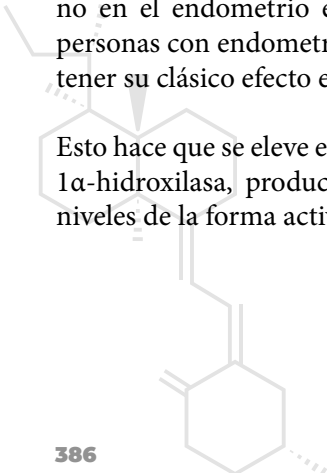 no en el endometrio e
personas con endometr
tener su clásico efecto e
Esto hace que se eleve e
1α-hidroxilasa, produc
niveles de la forma activ
386